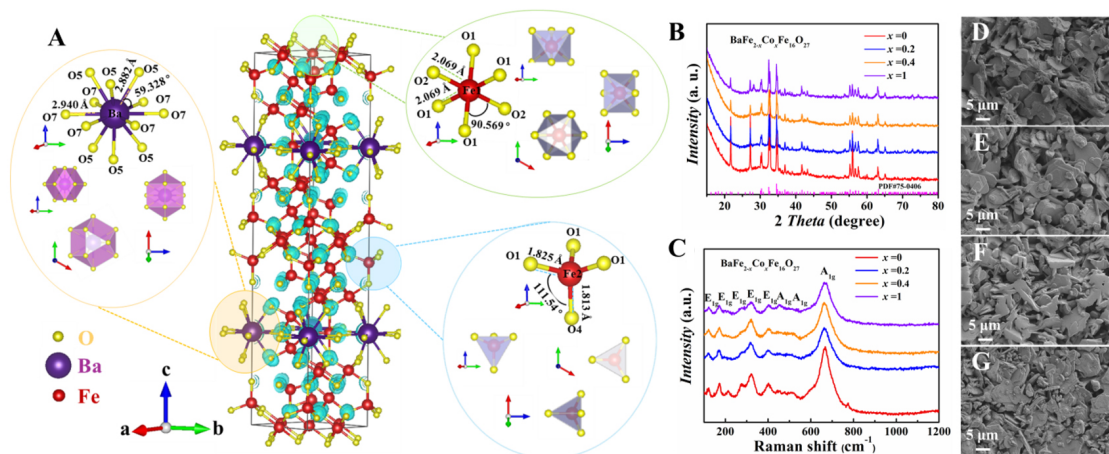 A
O5
O5
O5
O5
2.882 Å
59.328°
O7
O7
2.940 Å
Ba
O7
O7
O7
O7
O5
O5
O5
O
Ba
Fe
c
a
b
O1
2.069 Å
O1
O1
O2
Fe1
2.069 Å
O2
O1
90.569°
O1
O1
1.825 Å
O1
Fe2
O1
111.54°
1.813 Å
O4
B
BaFe2-xCoxFe16O27
x=0
x=0.2
x=0.4
x=1
Intensity (a. u.)
PDF#75-0406
20 30 40 50 60 70 80
2 Theta (degree)
C
BaFe2-xCoxFe16O27
x=0
x=0.2
x=0.4
x=1
A1g
E1g E1g E1g E1g E1g A1g A1g
Intensity (a.u.)
200 400 600 800 1000 1200
Raman shift (cm-1)
D
5 μm
E
5 μm
F
5 μm
G
5 μm